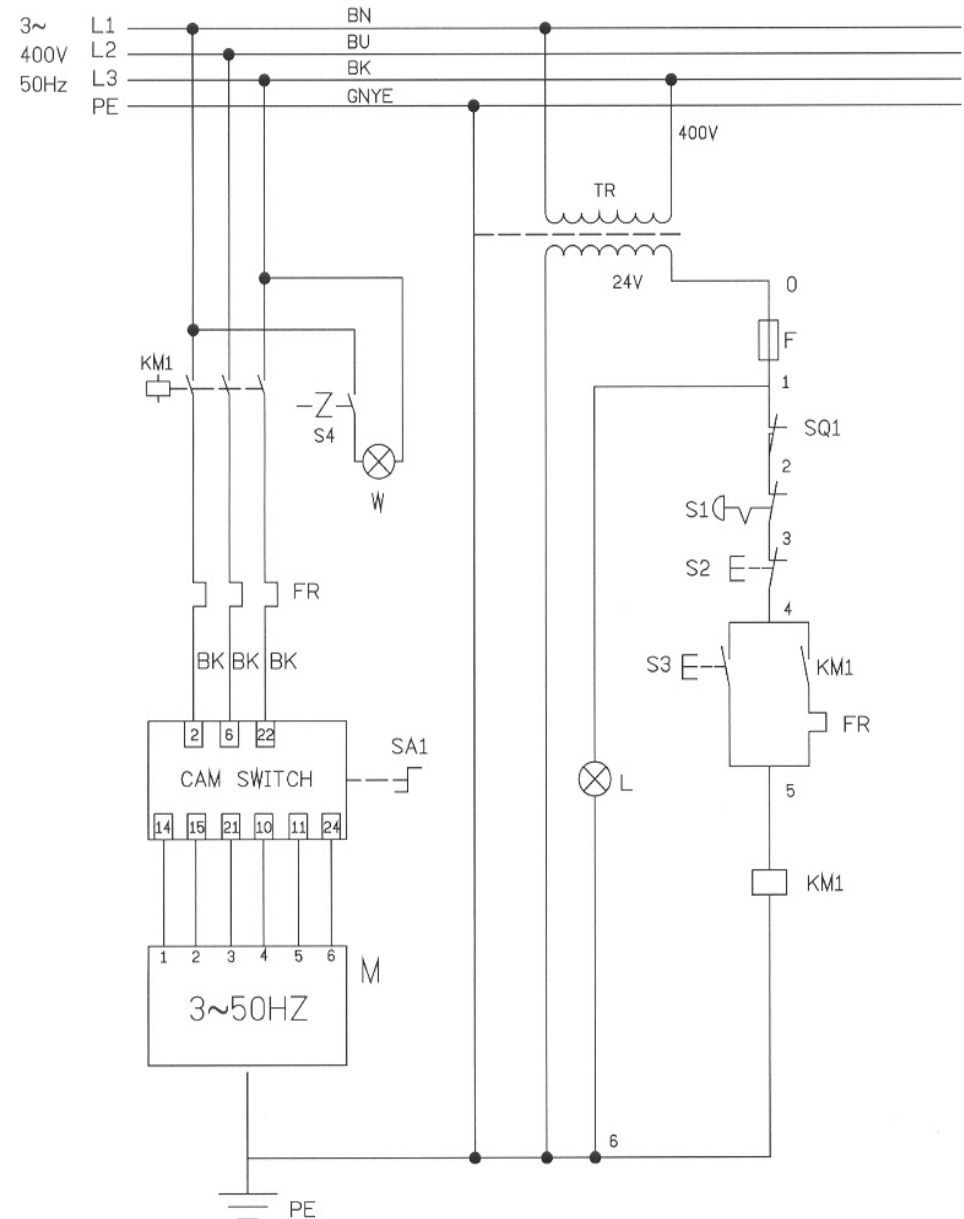 3~ L1 BN
400V L2 BU
50Hz L3 BK
PE GNYE
400V
TR
24V
0
F
1
KM1
S4
W
SQ1
2
S1
3
S2
4
FR
BK BK BK
S3
KM1
FR
2 6 22
SA1
CAM SWITCH
L
5
14 15 21 10 11 24
KM1
1 2 3 4 5 6
M
3~50HZ
6
PE